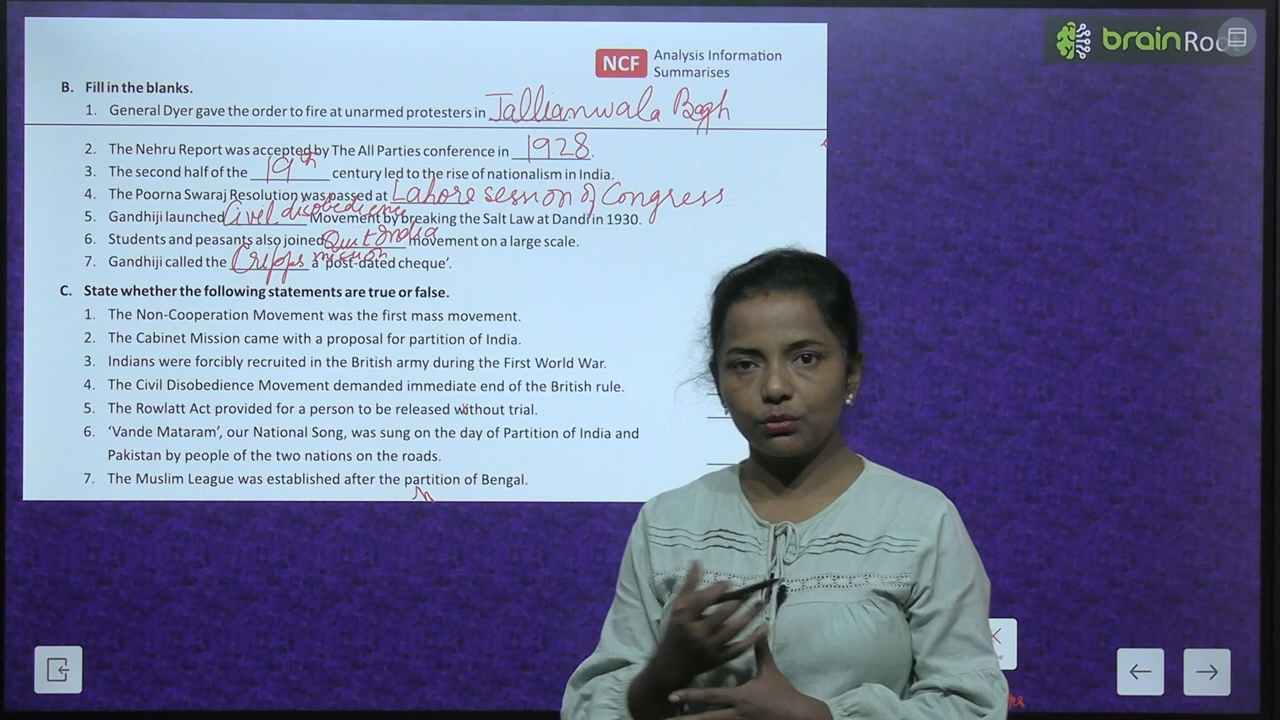 brain Roo
NCF Analysis Information
Summarises
B. Fill in the blanks.
1. General Dyer gave the order to fire at unarmed protesters in Jallianwala Bagh
2. The Nehru Report was accepted by The All Parties conference in 1928.
3. The second half of the 19th century led to the rise of nationalism in India.
4. The Poorna Swaraj Resolution was passed at Lahore session of Congress.
5. Gandhiji launched Civel disobedience Movement by breaking the Salt Law at Dandi in 1930.
6. Students and peasants also joined Quit India movement on a large scale.
7. Gandhiji called the Cripps mission a 'post-dated cheque'.
C. State whether the following statements are true or false.
1. The Non-Cooperation Movement was the first mass movement.
2. The Cabinet Mission came with a proposal for partition of India.
3. Indians were forcibly recruited in the British army during the First World War.
4. The Civil Disobedience Movement demanded immediate end of the British rule.
5. The Rowlatt Act provided for a person to be released without trial.
6. 'Vande Mataram', our National Song, was sung on the day of Partition of India and
Pakistan by people of the two nations on the roads.
7. The Muslim League was established after the partition of Bengal.